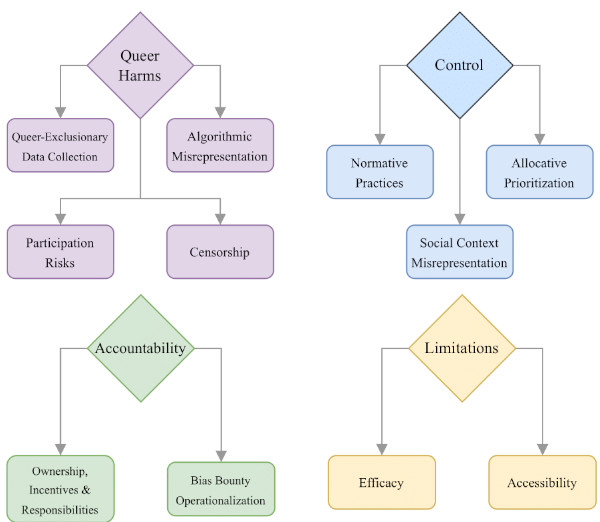 Queer
Harms
Queer-Exclusionary
Data Collection
Algorithmic
Misrepresentation
Participation
Risks
Censorship
Control
Normative
Practices
Allocative
Prioritization
Social Context
Misrepresentation
Accountability
Ownership,
Incentives &
Responsibilities
Bias Bounty
Operationalization
Limitations
Efficacy
Accessibility